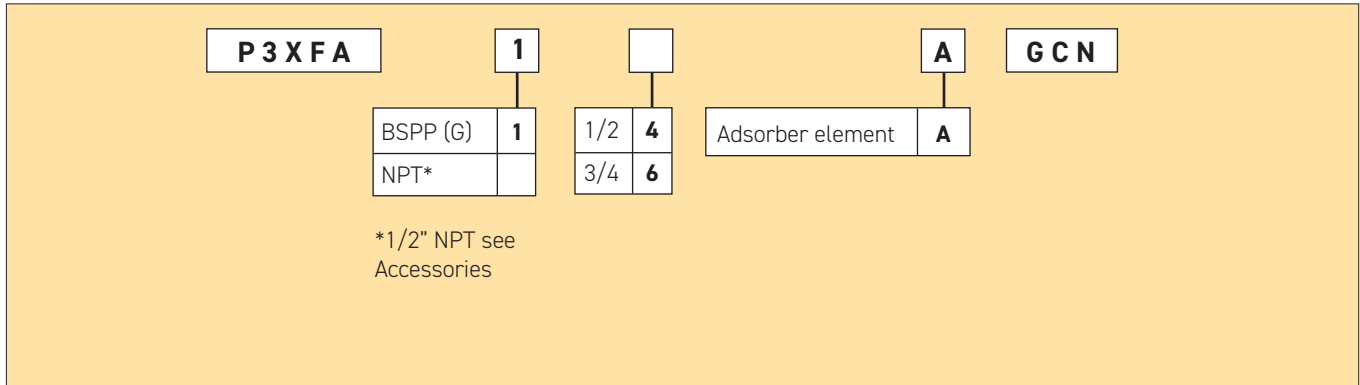 P3XFA 1 A GCN
BSPP (G) 1 1/2 4 Adsorber element A
NPT* 3/4 6
*1/2" NPT see
Accessories